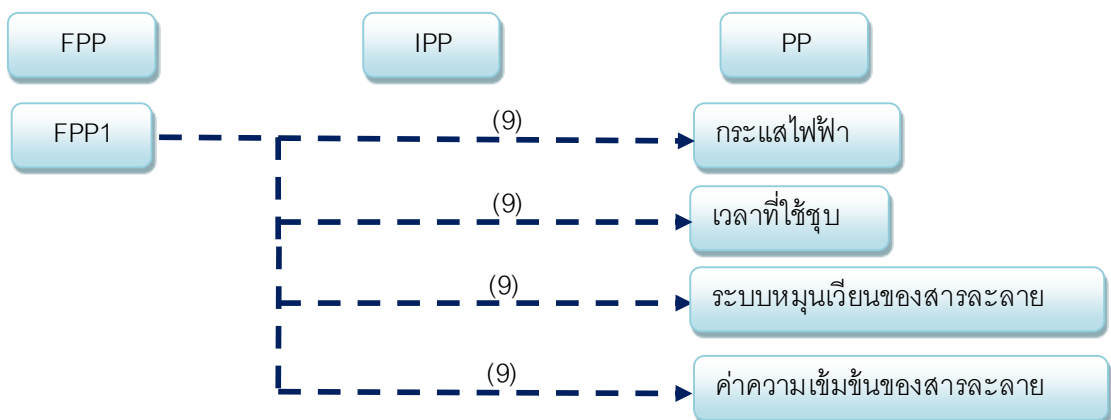 FPP IPP PP
FPP1 (9) กระแสไฟฟ้า
(9) เวลาที่ใช้ชุบ
(9) ระบบหมุนเวียนของสารละลาย
(9) ค่าความเข้มข้นของสารละลาย